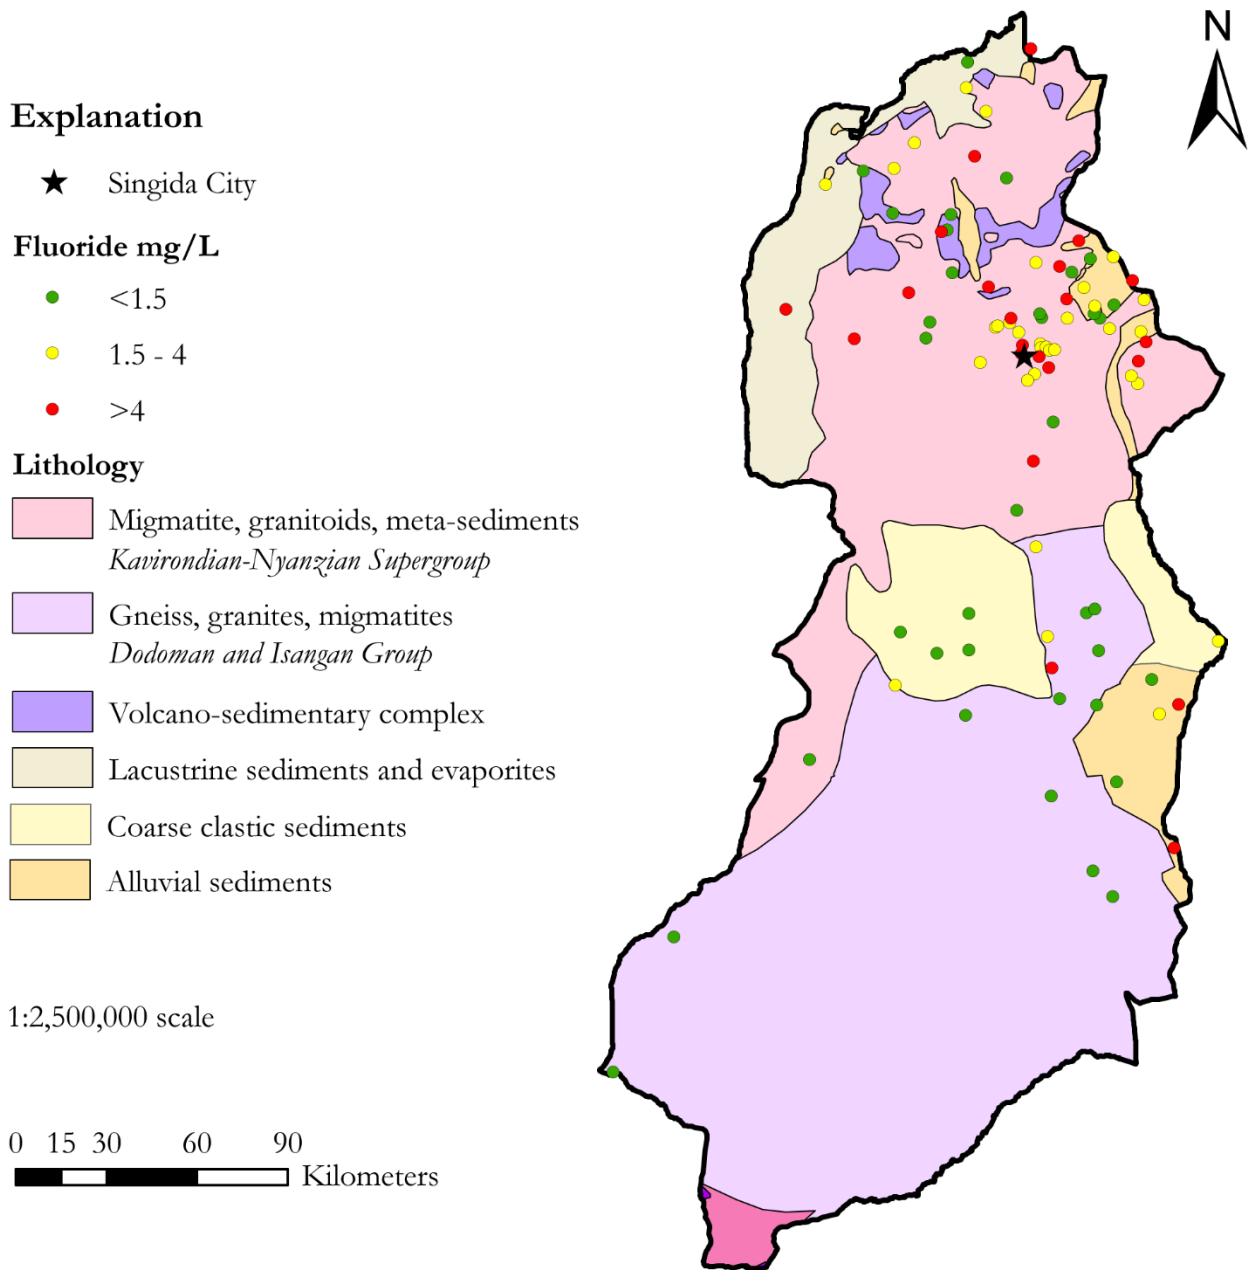 N
Explanation
Singida City
Fluoride mg/L
<1.5
1.5 - 4
>4
Lithology
Migmatite, granitoids, meta-sediments
Kavirondian-Nyanzian Supergroup
Gneiss, granites, migmatites
Dodoman and Isangan Group
Volcano-sedimentary complex
Lacustrine sediments and evaporites
Coarse clastic sediments
Alluvial sediments
1:2,500,000 scale
0 15 30 60 90
Kilometers